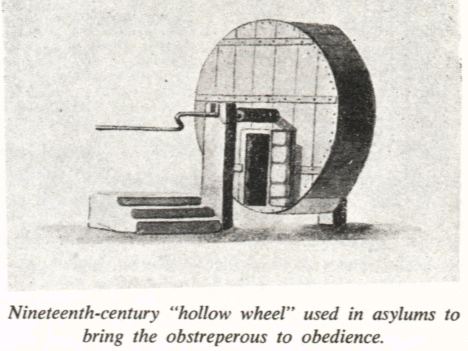 Nineteenth-century “hollow wheel” used in asylums to
bring the obstreperous to obedience.